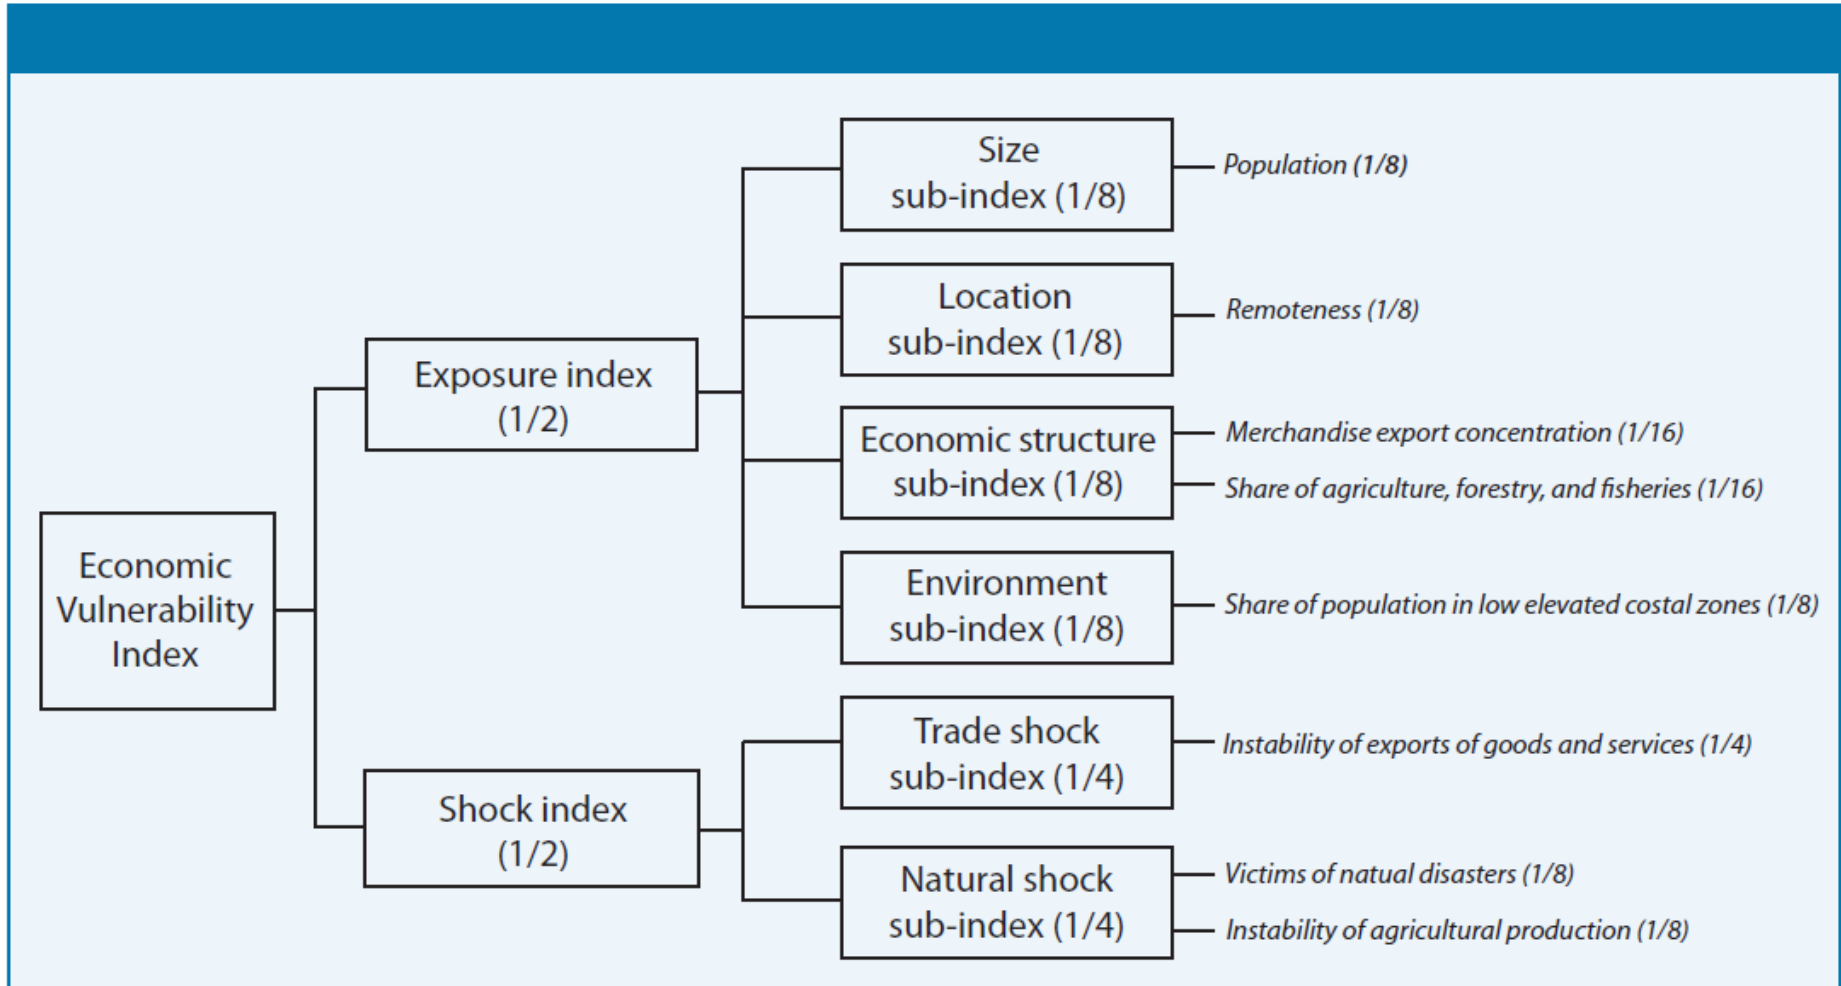 Economic
Vulnerability
Index
Exposure index
(1/2)
Shock index
(1/2)
Size
sub-index (1/8)
Population (1/8)
Location
sub-index (1/8)
Remoteness (1/8)
Economic structure
sub-index (1/8)
Merchandise export concentration (1/16)
Share of agriculture, forestry, and fisheries (1/16)
Environment
sub-index (1/8)
Share of population in low elevated costal zones (1/8)
Trade shock
sub-index (1/4)
Instability of exports of goods and services (1/4)
Natural shock
sub-index (1/4)
Victims of natual disasters (1/8)
Instability of agricultural production (1/8)